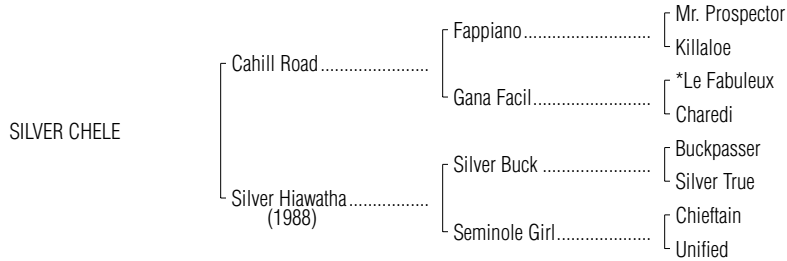 Mr. Prospector
Fappiano
Killaloe
Cahill Road
*Le Fabuleux
Gana Facil
Charedi
SILVER CHELE
Buckpasser
Silver Buck
Silver True
Silver Hiawatha
(1988)
Chieftain
Seminole Girl
Unified